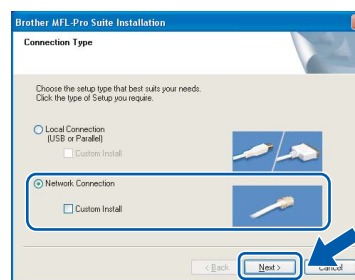 Brother MFL-Pro Suite Installation
Connection Type
Choose the setup type that best suits your needs.
Click the type of Setup you require.
Local Connection
(USB or Parallel)
Custom Install
Network Connection
Custom Install
< Back
Next >
Cancel